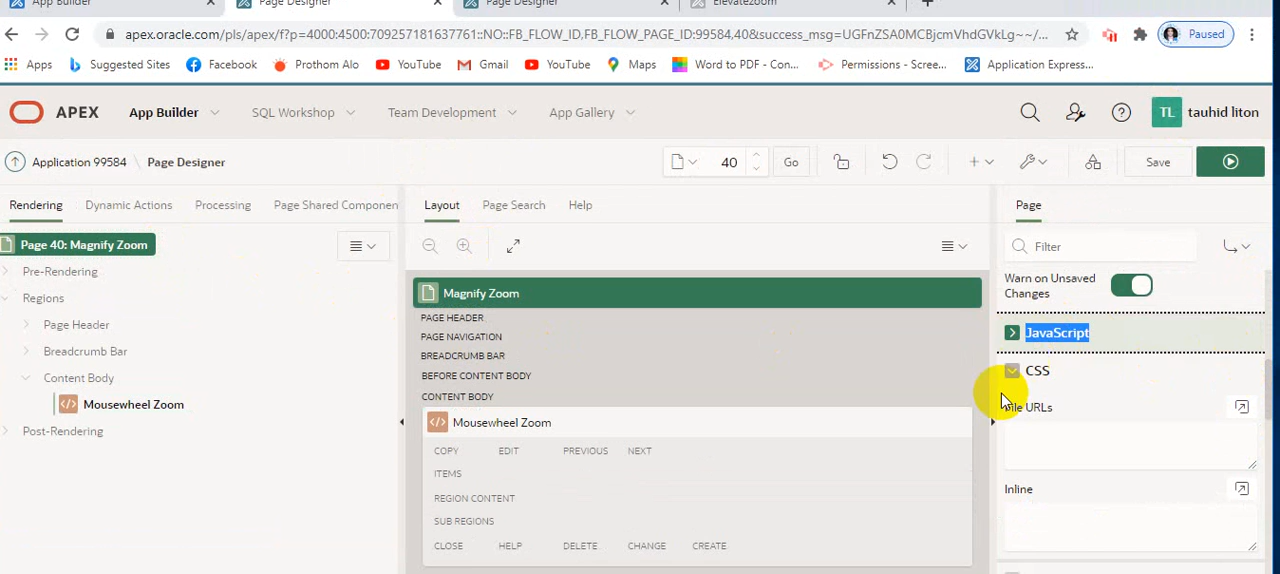 App Builder
Page Designer
Page Designer
ElevateZoom
apex.oracle.com/pls/apex/f?p=4000:4500:709257181637761::NO::FB_FLOW_ID,FB_FLOW_PAGE_ID:99584,40&success_msg=UGFnZSA0MCBjcmVhdGVkLg~~/...
Paused
Apps
Suggested Sites
Facebook
Prothom Alo
YouTube
Gmail
YouTube
Maps
Word to PDF - Con...
Permissions - Scree...
Application Express...
APEX
App Builder
SQL Workshop
Team Development
App Gallery
TL
tauhid liton
Application 99584
Page Designer
40
Go
Save
Rendering
Dynamic Actions
Processing
Page Shared Componen
Layout
Page Search
Help
Page
Page 40: Magnify Zoom
Filter
Pre-Rendering
Regions
Page Header
Breadcrumb Bar
Content Body
Mousewheel Zoom
Post-Rendering
Magnify Zoom
PAGE HEADER
PAGE NAVIGATION
BREADCRUMB BAR
BEFORE CONTENT BODY
CONTENT BODY
Mousewheel Zoom
COPY EDIT PREVIOUS NEXT
ITEMS
REGION CONTENT
SUB REGIONS
CLOSE HELP DELETE CHANGE CREATE
Warn on Unsaved
Changes
JavaScript
CSS
File URLs
Inline